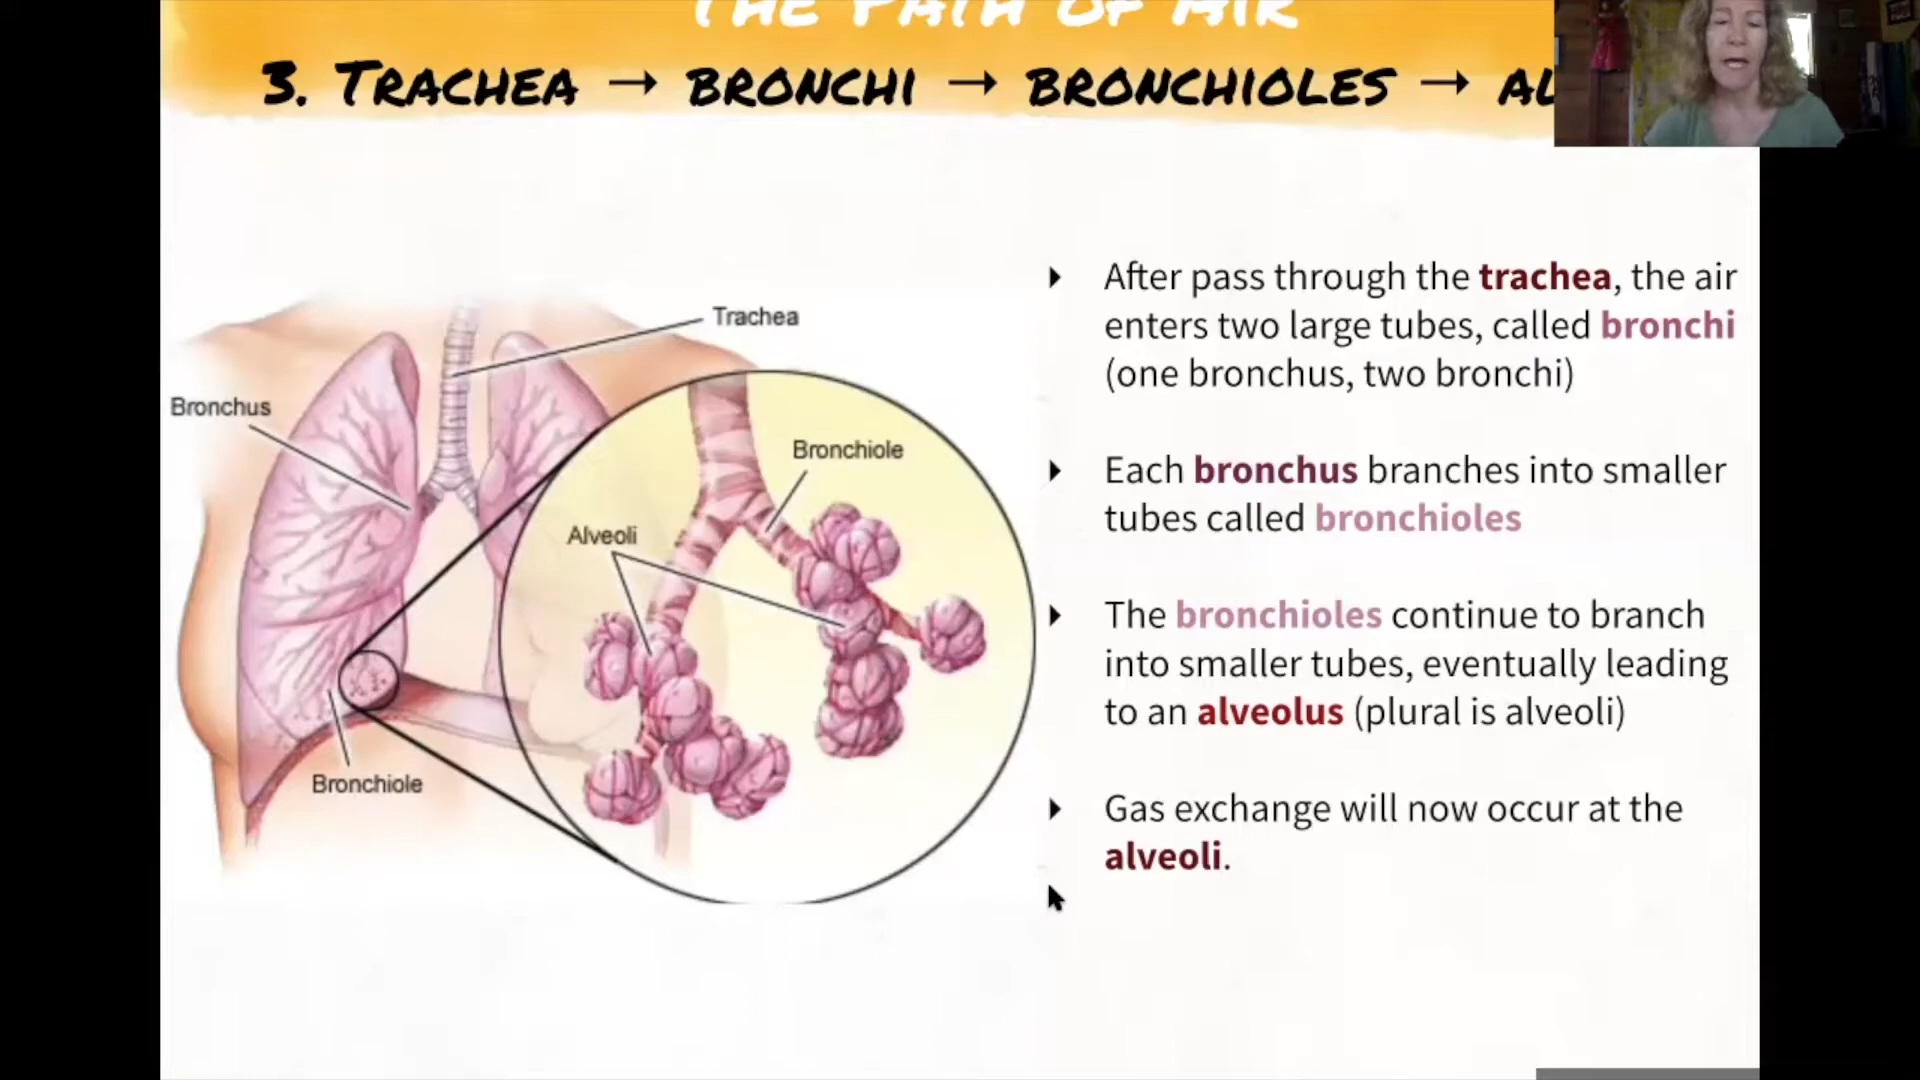 THE PATH OF AIR
3. TRACHEA → BRONCHI → BRONCHIOLES → AL
Trachea
Bronchus
Bronchiole
Alveoli
Bronchiole
After pass through the trachea, the air
enters two large tubes, called bronchi
(one bronchus, two bronchi)
Each bronchus branches into smaller
tubes called bronchioles
The bronchioles continue to branch
into smaller tubes, eventually leading
to an alveolus (plural is alveoli)
Gas exchange will now occur at the
alveoli.